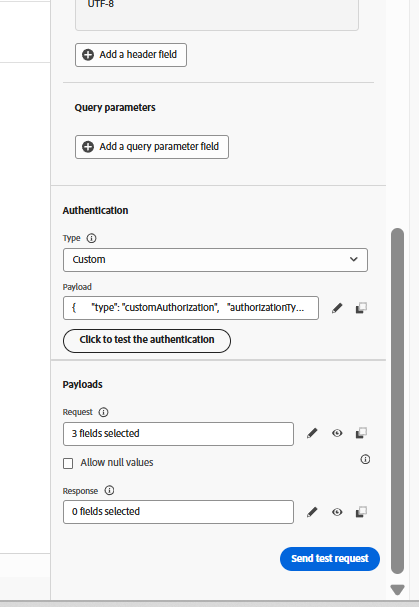 UTF-8
Add a header field
Query parameters
Add a query parameter field
Authentication
Type
Custom
Payload
{ "type": "customAuthorization", "authorizationTy...
Click to test the authentication
Payloads
Request
3 fields selected
Allow null values
Response
0 fields selected
Send test request